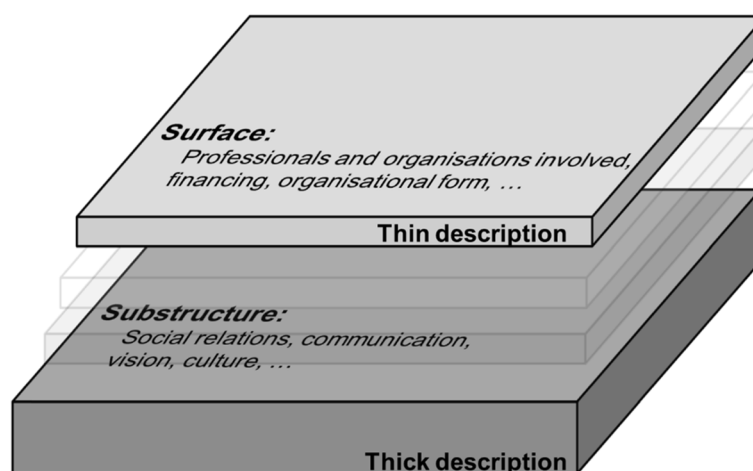 Surface:
Professionals and organisations involved,
financing, organisational form, …
Thin description
Substructure:
Social relations, communication,
vision, culture, …
Thick description